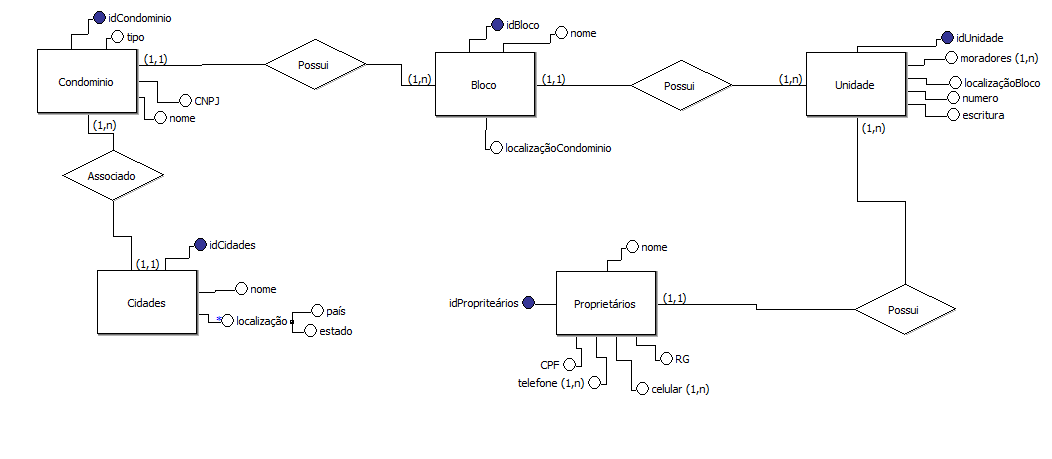 idCondominio
tipo
Condominio
(1,1)
CNPJ
nome
(1,n)
Possui
(1,n)
idBloco
nome
Bloco
(1,1)
localizaçãoCondominio
Possui
(1,n)
idUnidade
moradores (1,n)
Unidade
localizaçãoBloco
numero
escritura
(1,n)
Associado
(1,1)
idCidades
Cidades
nome
*
localização
país
estado
nome
idPropriteários
Proprietários
(1,1)
Possui
CPF
RG
telefone (1,n)
celular (1,n)